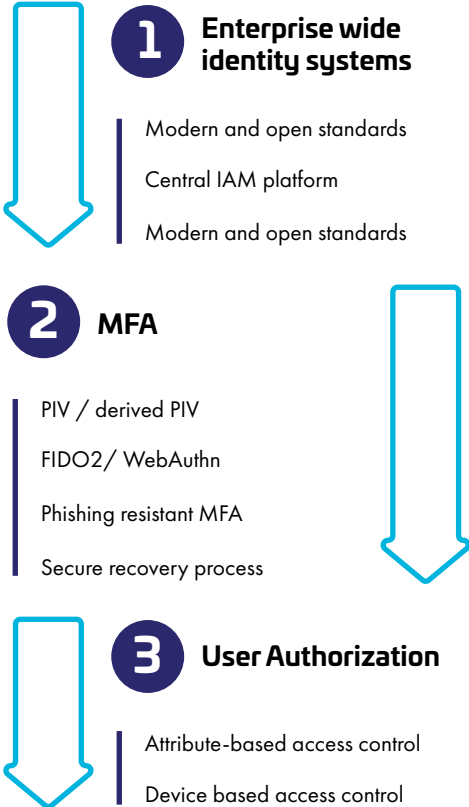 1
Enterprise wide
identity systems
Modern and open standards
Central IAM platform
Modern and open standards
2
MFA
PIV / derived PIV
FIDO2/ WebAuthn
Phishing resistant MFA
Secure recovery process
3
User Authorization
Attribute-based access control
Device based access control